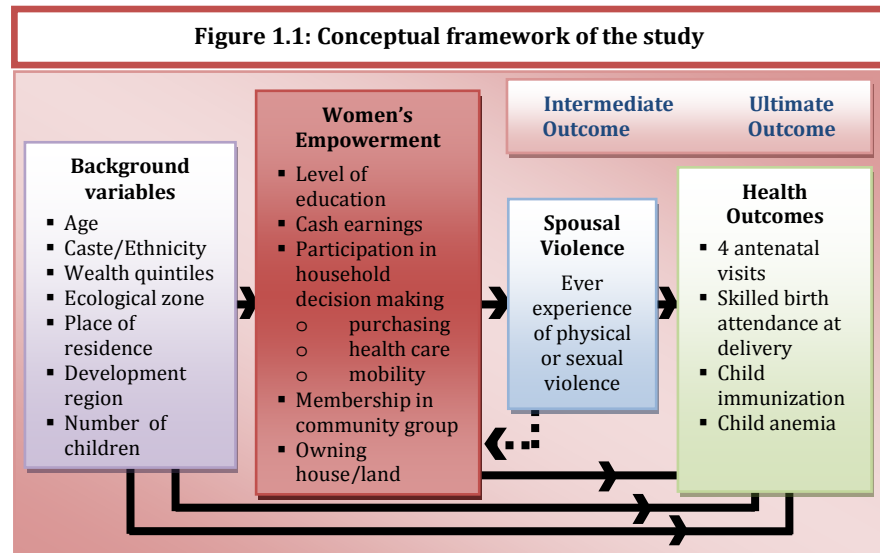 Figure 1.1: Conceptual framework of the study
Intermediate
Outcome
Ultimate
Outcome
Background
variables
▪ Age
▪ Caste/Ethnicity
▪ Wealth quintiles
▪ Ecological zone
▪ Place of
residence
▪ Development
region
▪ Number of
children
Women's
Empowerment
▪ Level of
education
▪ Cash earnings
▪ Participation in
household
decision making
o purchasing
o health care
o mobility
▪ Membership in
community group
▪ Owning
house/land
Spousal
Violence
Ever
experience
of physical
or sexual
violence
Health
Outcomes
▪ 4 antenatal
visits
▪ Skilled birth
attendance at
delivery
▪ Child
immunization
▪ Child anemia